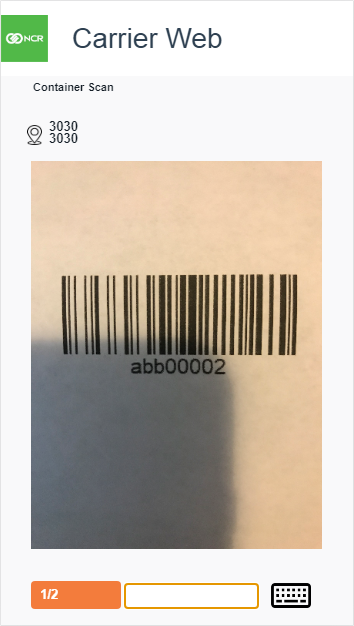 NCR
Carrier Web
Container Scan
3030
3030
abb00002
1/2